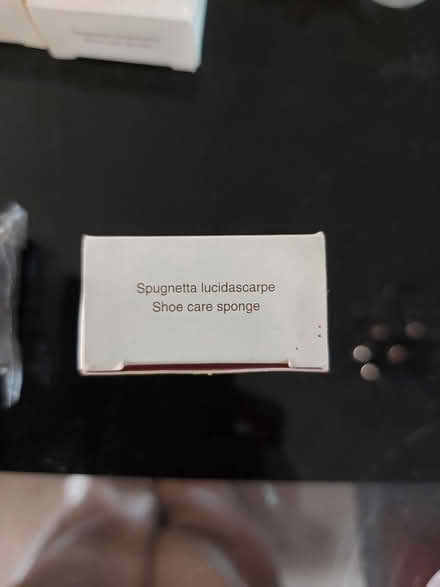 Spugnetta lucidascarpe
Shoe care sponge